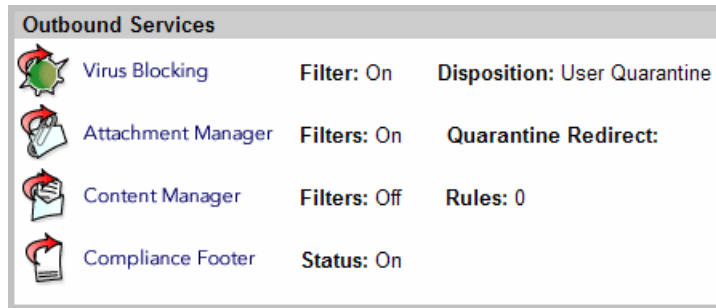 Outbound Services
Virus Blocking Filter: On Disposition: User Quarantine
Attachment Manager Filters: On Quarantine Redirect:
Content Manager Filters: Off Rules: 0
Compliance Footer Status: On